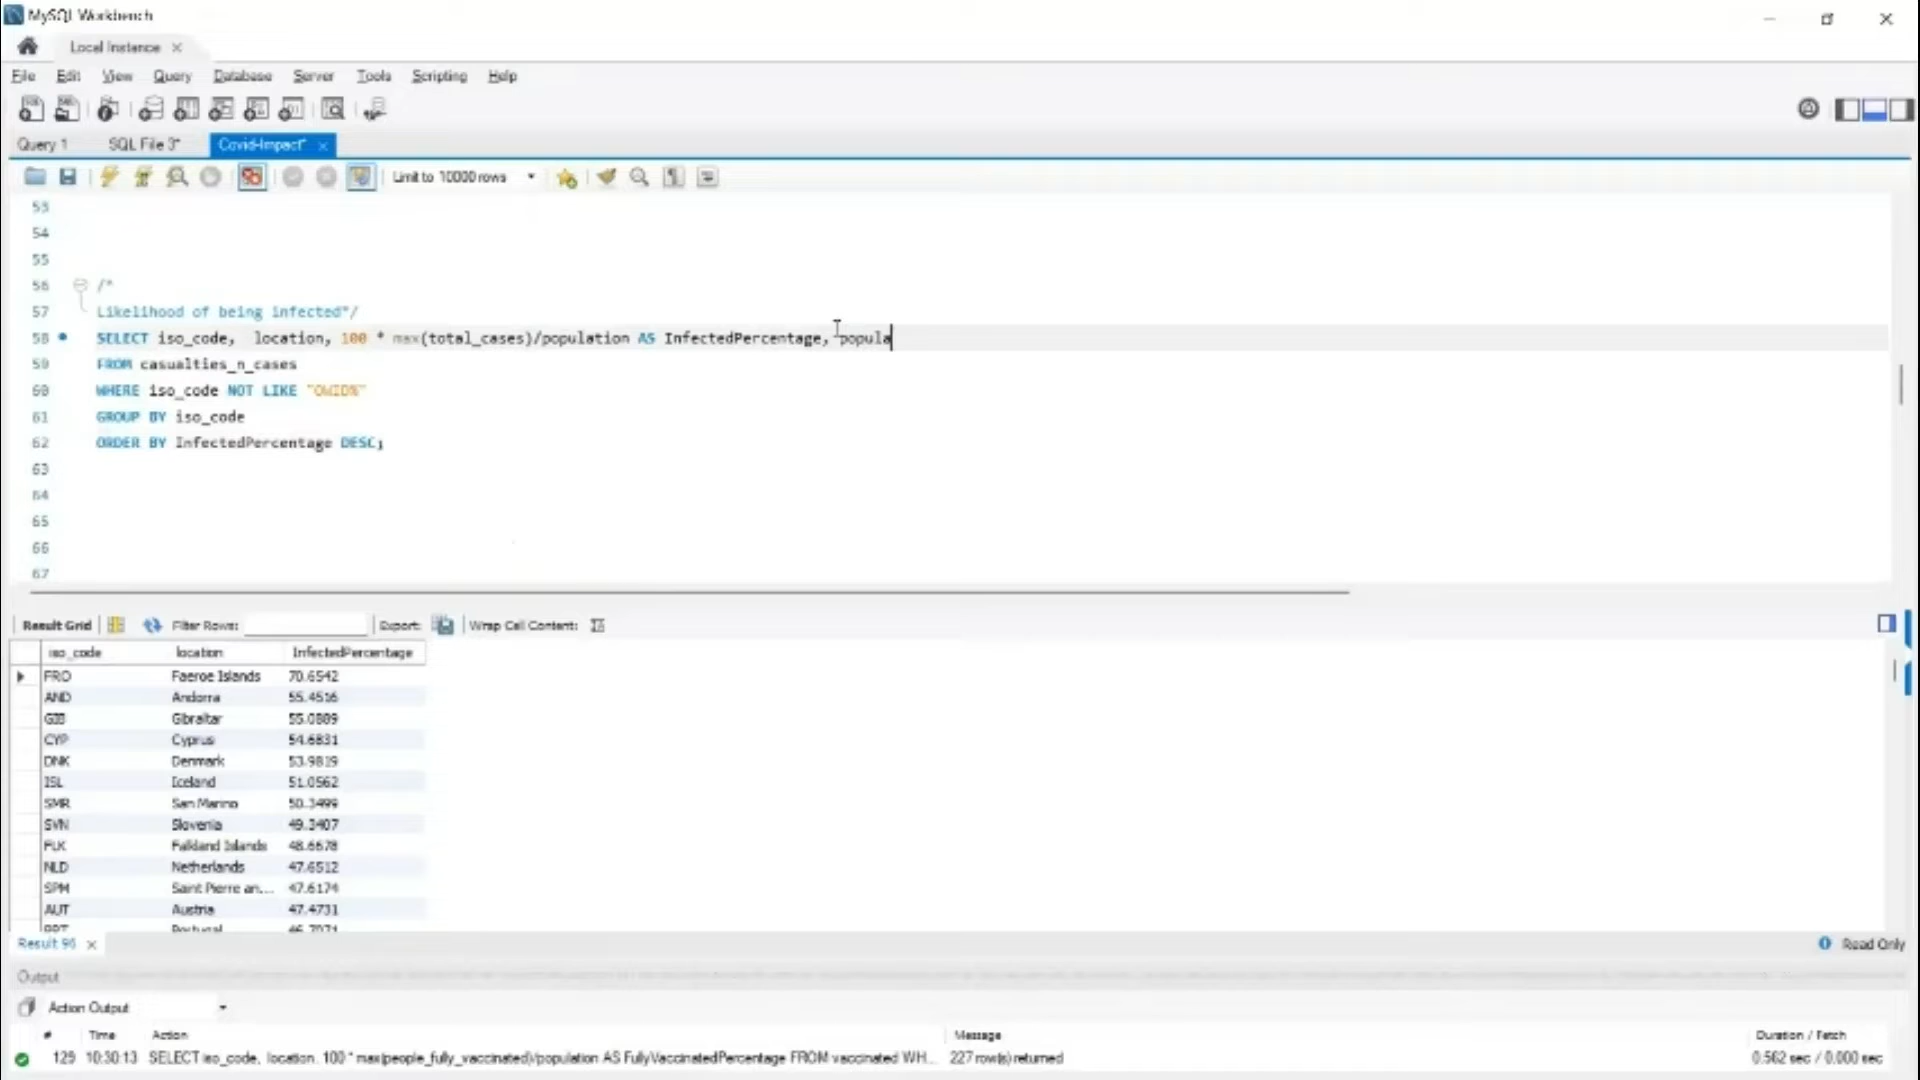 MySQL Workbench
Local Instance
File Edit View Query Database Server Tools Scripting Help
Query 1 SQL File 3* Covid-Impact*
Limit to 10000 rows
53
54
55
56 /*
57 Likelihood of being infected*/
58 SELECT iso_code,  location, 100 * max(total_cases)/population AS InfectedPercentage, popula
59 FROM casualties_n_cases
60 WHERE iso_code NOT LIKE "OWID%"
61 GROUP BY iso_code
62 ORDER BY InfectedPercentage DESC;
63
64
65
66
67
Result Grid Filter Rows: Export: Wrap Cell Content:
iso_code location InfectedPercentage
FRO Faeroe Islands 70.6542
AND Andorra 55.4516
GIB Gibraltar 55.0889
CYP Cyprus 54.6831
DNK Denmark 53.9819
ISL Iceland 51.0562
SMR San Marino 50.3499
SVN Slovenia 49.3407
FLK Falkland Islands 48.6678
NLD Netherlands 47.6512
SPM Saint Pierre an... 47.6174
AUT Austria 47.4731
PRT Portugal
Result 96 Read Only
Output
Action Output
# Time Action Message Duration / Fetch
129 10:30:13 SELECT iso_code, location, 100 * max(people_fully_vaccinated)/population AS FullyVaccinatedPercentage FROM vaccinated WH... 227 row(s) returned 0.562 sec / 0.000 sec